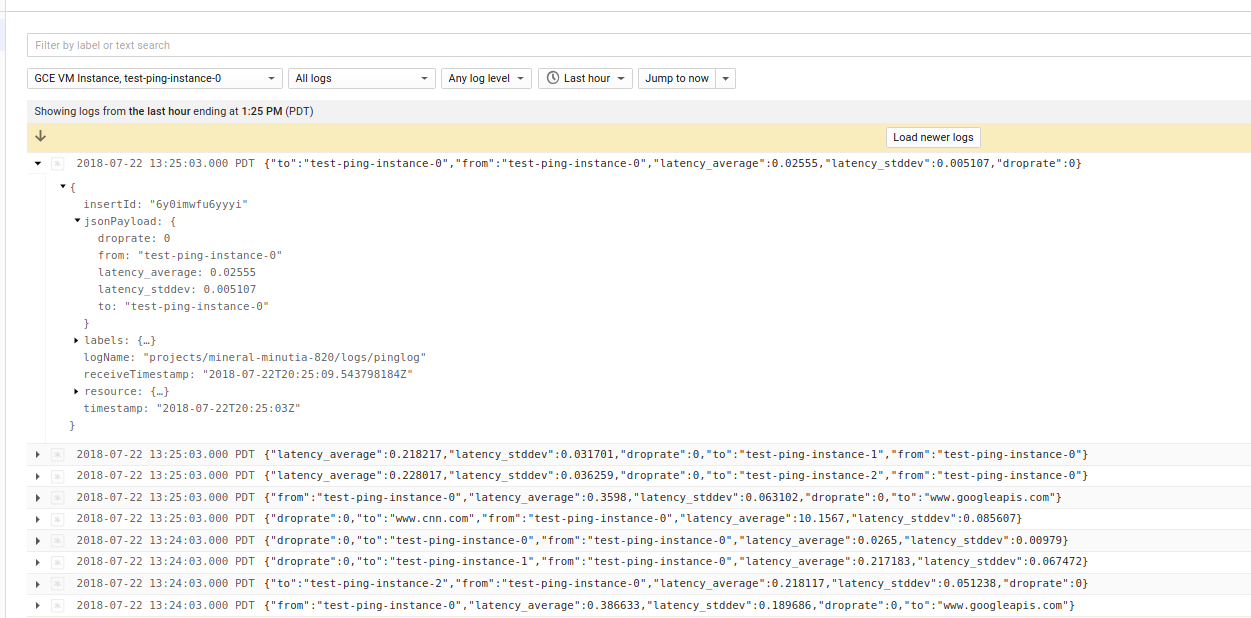 Filter by label or text search
GCE VM Instance, test-ping-instance-0 All logs Any log level Last hour Jump to now
Showing logs from the last hour ending at 1:25 PM (PDT)
Load newer logs
2018-07-22 13:25:03.000 PDT {"to":"test-ping-instance-0","from":"test-ping-instance-0","latency_average":0.02555,"latency_stddev":0.005107,"droprate":0}
{
insertId: "6y0imwfu6yyyi"
jsonPayload: {
droprate: 0
from: "test-ping-instance-0"
latency_average: 0.02555
latency_stddev: 0.005107
to: "test-ping-instance-0"
}
labels: {…}
logName: "projects/mineral-minutia-820/logs/pinglog"
receiveTimestamp: "2018-07-22T20:25:09.543798184Z"
resource: {…}
timestamp: "2018-07-22T20:25:03Z"
}
2018-07-22 13:25:03.000 PDT {"latency_average":0.218217,"latency_stddev":0.031701,"droprate":0,"to":"test-ping-instance-1","from":"test-ping-instance-0"}
2018-07-22 13:25:03.000 PDT {"latency_average":0.228017,"latency_stddev":0.036259,"droprate":0,"to":"test-ping-instance-2","from":"test-ping-instance-0"}
2018-07-22 13:25:03.000 PDT {"from":"test-ping-instance-0","latency_average":0.3598,"latency_stddev":0.063102,"droprate":0,"to":"www.googleapis.com"}
2018-07-22 13:25:03.000 PDT {"droprate":0,"to":"www.cnn.com","from":"test-ping-instance-0","latency_average":10.1567,"latency_stddev":0.085607}
2018-07-22 13:24:03.000 PDT {"droprate":0,"to":"test-ping-instance-0","from":"test-ping-instance-0","latency_average":0.0265,"latency_stddev":0.00979}
2018-07-22 13:24:03.000 PDT {"droprate":0,"to":"test-ping-instance-1","from":"test-ping-instance-0","latency_average":0.217183,"latency_stddev":0.067472}
2018-07-22 13:24:03.000 PDT {"to":"test-ping-instance-2","from":"test-ping-instance-0","latency_average":0.218117,"latency_stddev":0.051238,"droprate":0}
2018-07-22 13:24:03.000 PDT {"from":"test-ping-instance-0","latency_average":0.386633,"latency_stddev":0.189686,"droprate":0,"to":"www.googleapis.com"}